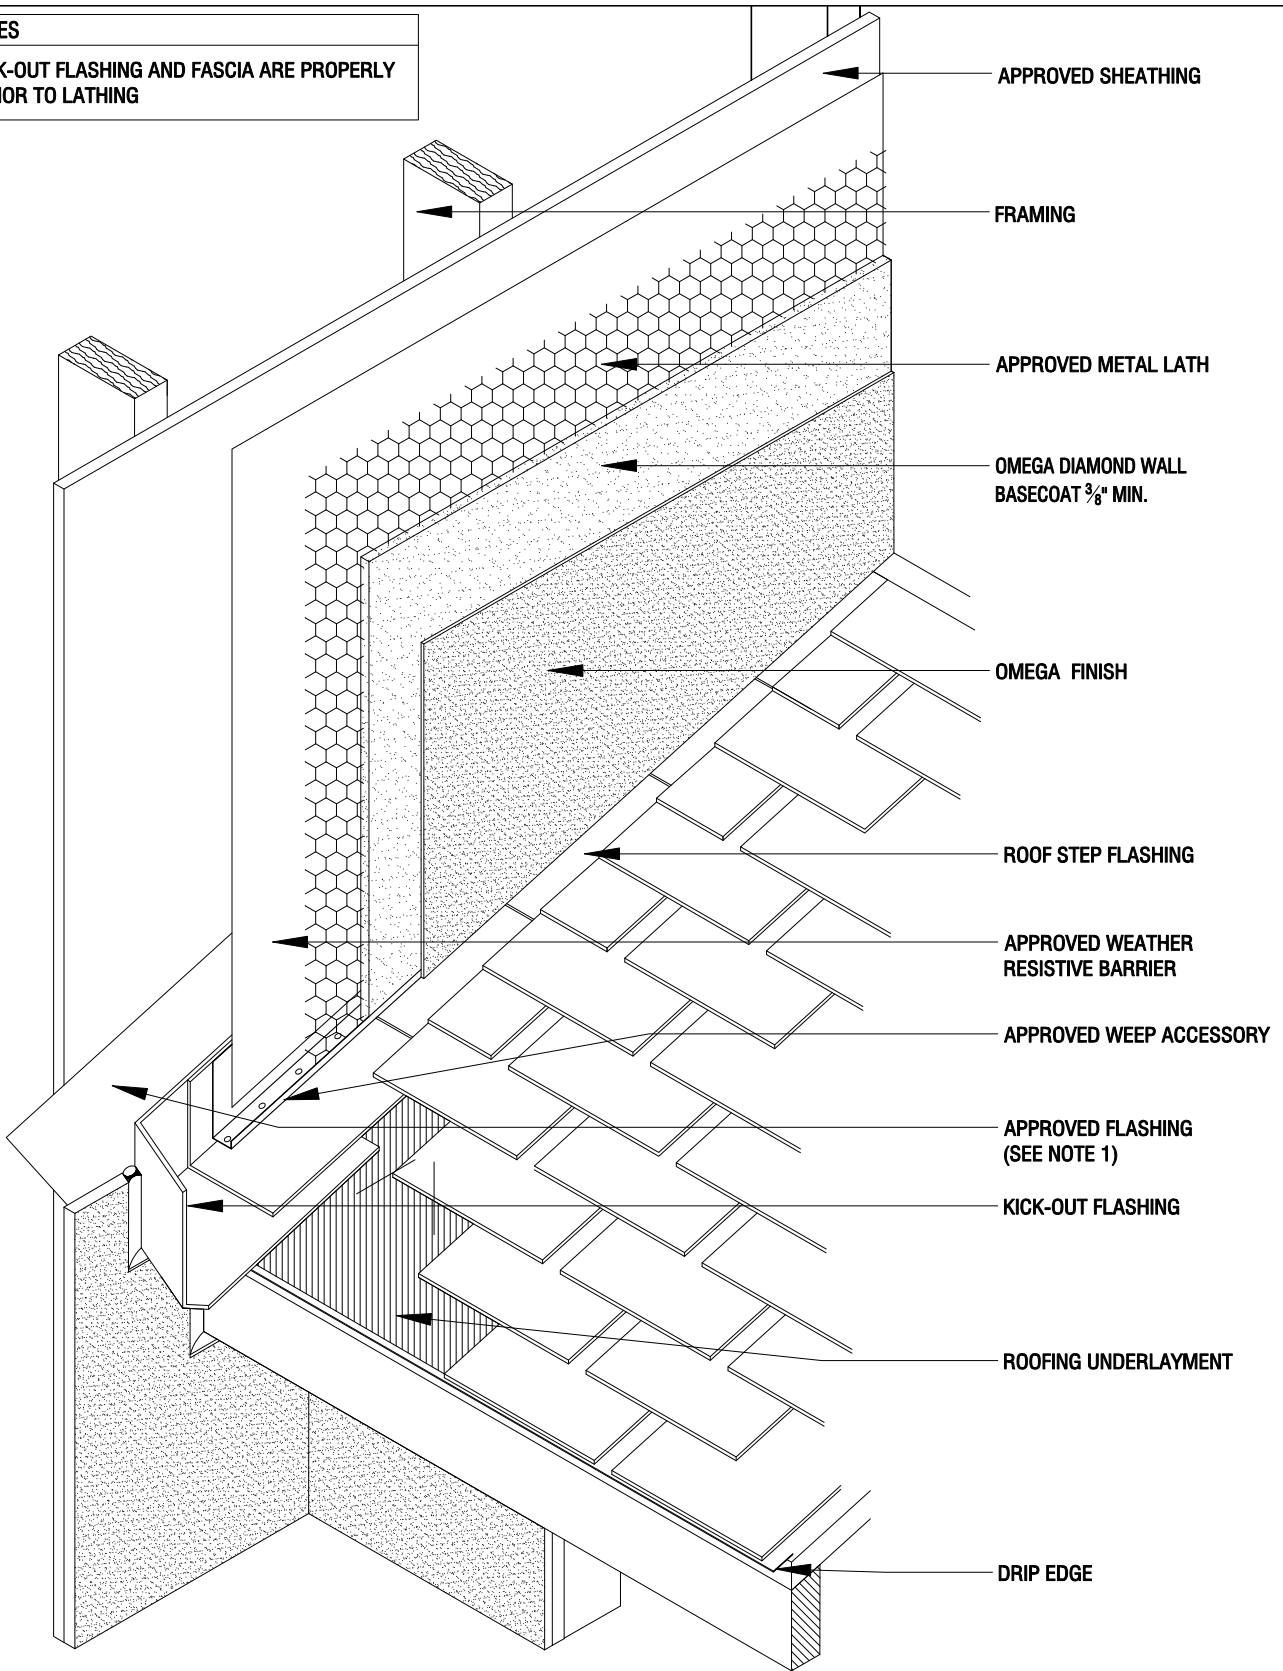 ES
K-OUT FLASHING AND FASCIA ARE PROPERLY
IOR TO LATHING
APPROVED SHEATHING
FRAMING
APPROVED METAL LATH
OMEGA DIAMOND WALL
BASECOAT 3/8" MIN.
OMEGA FINISH
ROOF STEP FLASHING
APPROVED WEATHER
RESISTIVE BARRIER
APPROVED WEEP ACCESSORY
APPROVED FLASHING
(SEE NOTE 1)
KICK-OUT FLASHING
ROOFING UNDERLAYMENT
DRIP EDGE